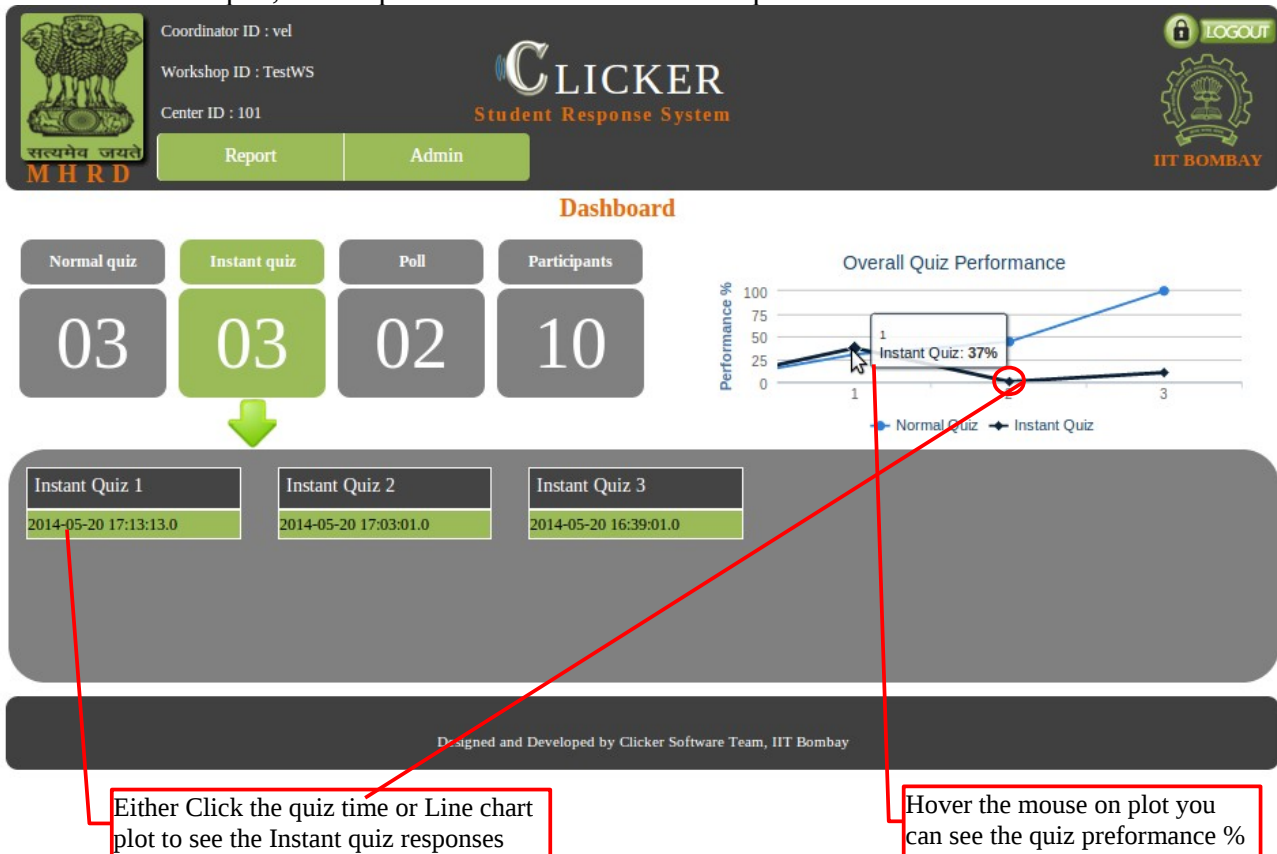 Coordinator ID : vel
Workshop ID : TestWS
Center ID : 101
सत्यमेव जयते
MHRD
CLICKER
Student Response System
LOGOUT
IIT BOMBAY
Report Admin
Dashboard
Normal quiz Instant quiz Poll Participants
03 03 02 10
Overall Quiz Performance
Performance %
100
75
50
25
0
1
Instant Quiz: 37%
1 2 3
Normal Quiz Instant Quiz
Instant Quiz 1 Instant Quiz 2 Instant Quiz 3
2014-05-20 17:13:13.0 2014-05-20 17:03:01.0 2014-05-20 16:39:01.0
Designed and Developed by Clicker Software Team, IIT Bombay
Either Click the quiz time or Line chart
plot to see the Instant quiz responses
Hover the mouse on plot you
can see the quiz preformance %